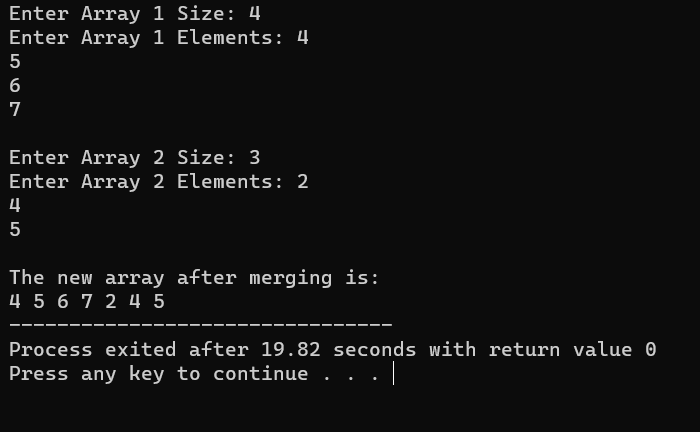 Enter Array 1 Size: 4
Enter Array 1 Elements: 4
5
6
7
Enter Array 2 Size: 3
Enter Array 2 Elements: 2
4
5
The new array after merging is:
4 5 6 7 2 4 5
--------------------------------
Process exited after 19.82 seconds with return value 0
Press any key to continue . . .